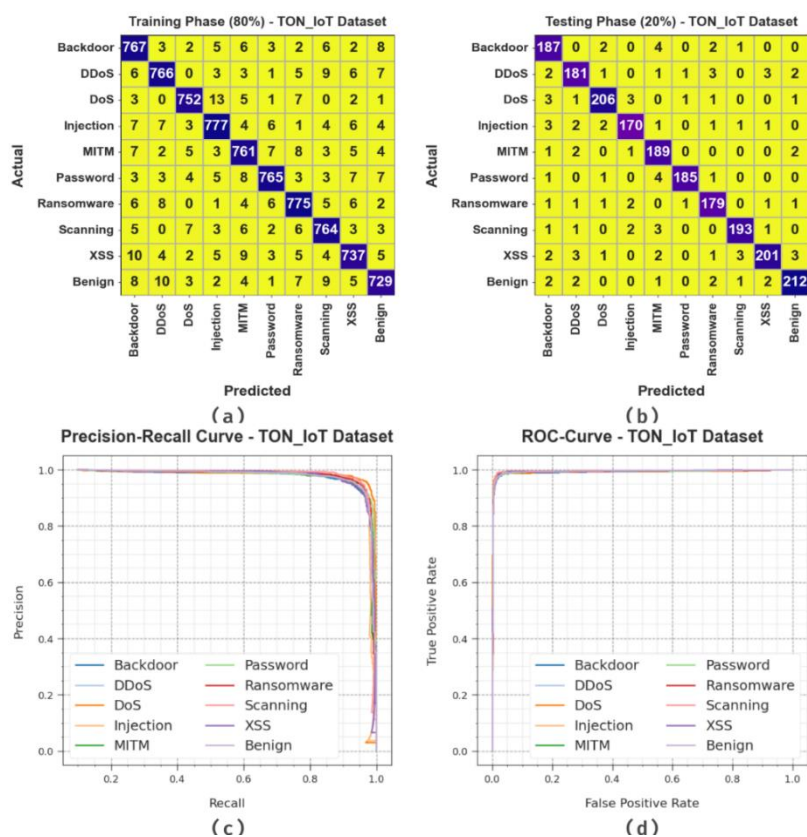 Training Phase (80%) - TON_IoT Dataset
Actual
Backdoor 767 3 2 5 6 3 2 6 2 8
DDoS 6 766 0 3 3 1 5 9 6 7
DoS 3 0 752 13 5 1 7 0 2 1
Injection 7 7 3 777 4 6 1 4 6 4
MITM 7 2 5 3 761 7 8 3 5 4
Password 3 3 4 5 8 765 3 3 7 7
Ransomware 6 8 0 1 4 6 775 5 6 2
Scanning 5 0 7 3 6 2 6 764 3 3
XSS 10 4 2 5 9 3 5 4 737 5
Benign 8 10 3 2 4 1 7 9 5 729
Backdoor DDoS DoS Injection MITM Password Ransomware Scanning XSS Benign
Predicted
(a)
Testing Phase (20%) - TON_IoT Dataset
Actual
Backdoor 187 0 2 0 4 0 2 1 0 0
DDoS 2 181 0 1 1 1 3 0 3 2
DoS 3 1 206 3 0 1 1 0 1 0
Injection 3 2 2 170 1 0 1 1 1 0
MITM 1 2 0 1 189 0 0 0 0 2
Password 1 0 0 0 4 185 1 0 0 0
Ransomware 1 1 1 2 0 1 179 0 1 1
Scanning 1 1 0 2 3 0 0 193 1 0
XSS 2 3 1 0 2 0 1 3 201 3
Benign 2 2 0 0 1 0 2 1 2 212
Backdoor DDoS DoS Injection MITM Password Ransomware Scanning XSS Benign
Predicted
(b)
Precision-Recall Curve - TON_IoT Dataset
Precision
1.0
0.8
0.6
0.4
0.2
0.0
Backdoor Password
DDoS Ransomware
DoS Scanning
Injection XSS
MITM Benign
0.2 0.4 0.6 0.8 1.0
Recall
(c)
ROC-Curve - TON_IoT Dataset
True Positive Rate
1.0
0.8
0.6
0.4
0.2
0.0
Backdoor Password
DDoS Ransomware
DoS Scanning
Injection XSS
MITM Benign
0.0 0.2 0.4 0.6 0.8 1.0
False Positive Rate
(d)